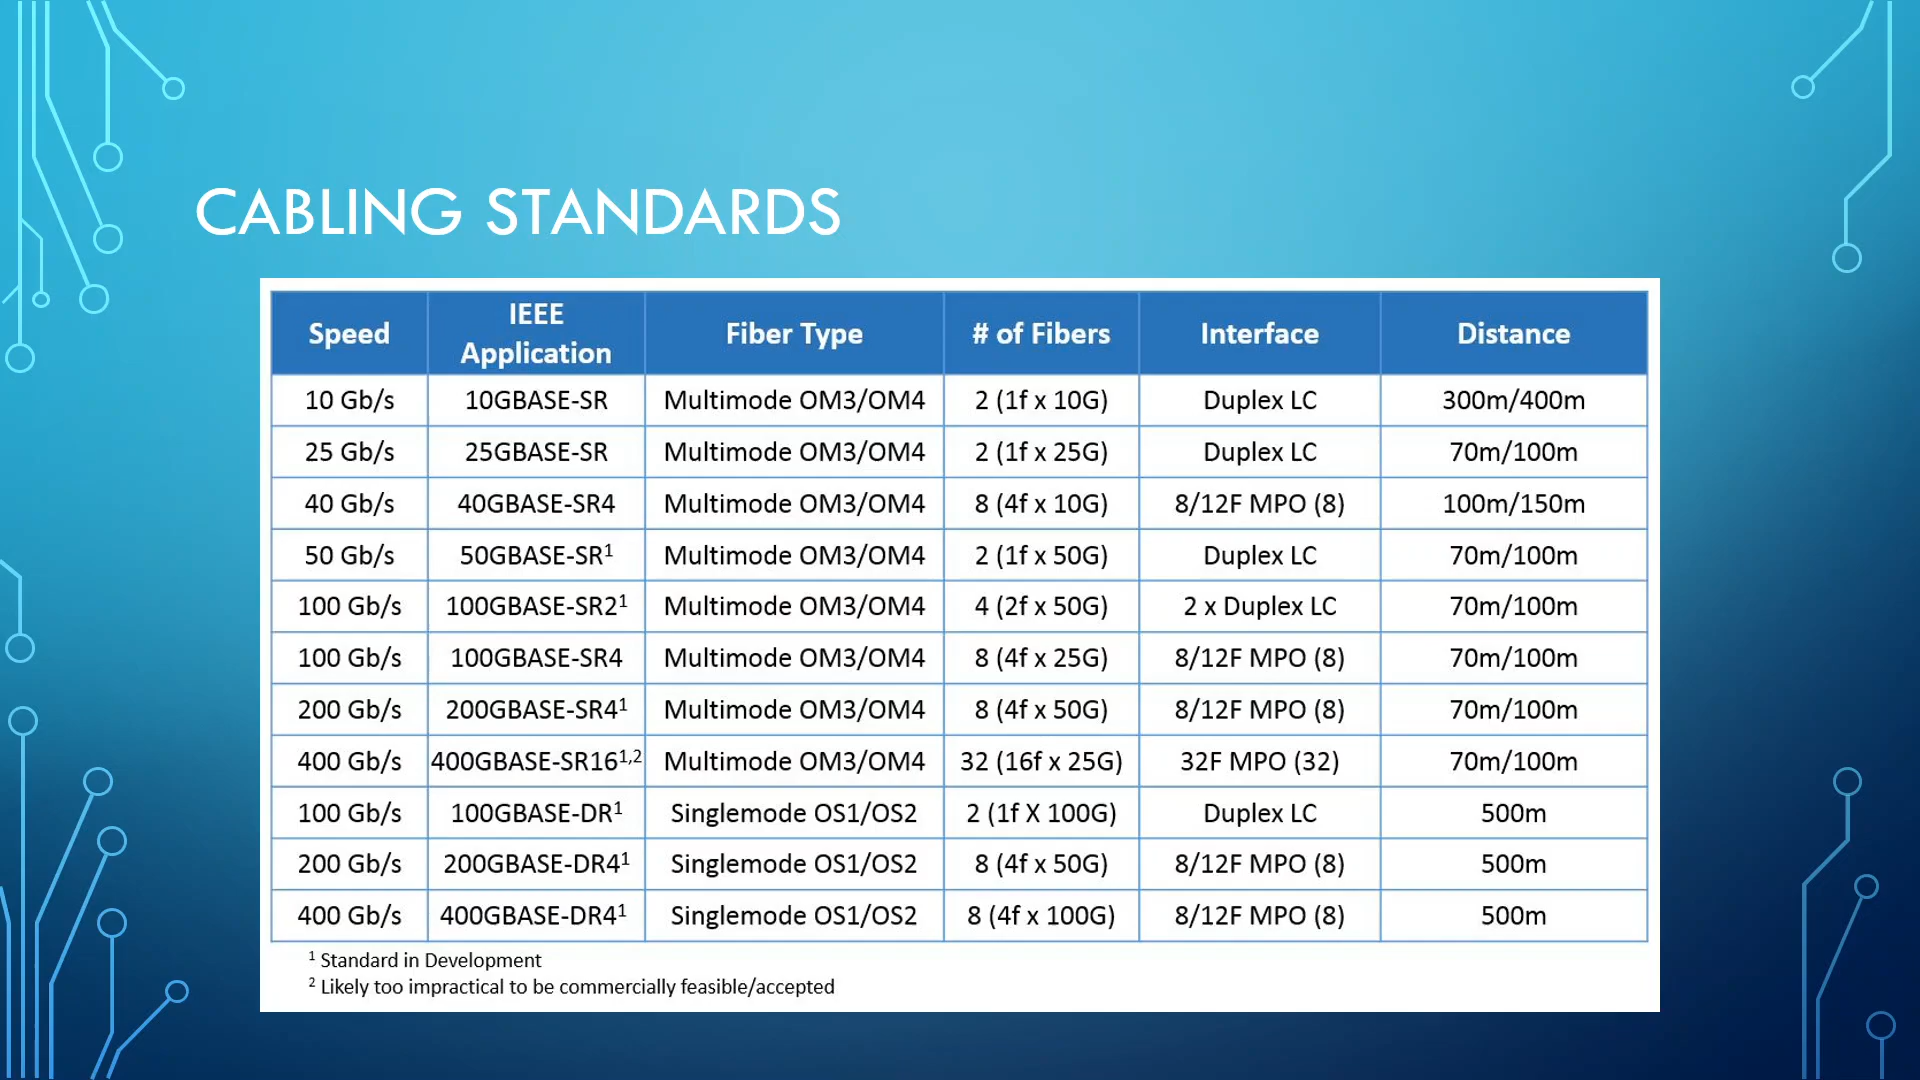 CABLING STANDARDS
Speed IEEE Application Fiber Type # of Fibers Interface Distance
10 Gb/s 10GBASE-SR Multimode OM3/OM4 2 (1f x 10G) Duplex LC 300m/400m
25 Gb/s 25GBASE-SR Multimode OM3/OM4 2 (1f x 25G) Duplex LC 70m/100m
40 Gb/s 40GBASE-SR4 Multimode OM3/OM4 8 (4f x 10G) 8/12F MPO (8) 100m/150m
50 Gb/s 50GBASE-SR¹ Multimode OM3/OM4 2 (1f x 50G) Duplex LC 70m/100m
100 Gb/s 100GBASE-SR2¹ Multimode OM3/OM4 4 (2f x 50G) 2 x Duplex LC 70m/100m
100 Gb/s 100GBASE-SR4 Multimode OM3/OM4 8 (4f x 25G) 8/12F MPO (8) 70m/100m
200 Gb/s 200GBASE-SR4¹ Multimode OM3/OM4 8 (4f x 50G) 8/12F MPO (8) 70m/100m
400 Gb/s 400GBASE-SR16¹,² Multimode OM3/OM4 32 (16f x 25G) 32F MPO (32) 70m/100m
100 Gb/s 100GBASE-DR¹ Singlemode OS1/OS2 2 (1f X 100G) Duplex LC 500m
200 Gb/s 200GBASE-DR4¹ Singlemode OS1/OS2 8 (4f x 50G) 8/12F MPO (8) 500m
400 Gb/s 400GBASE-DR4¹ Singlemode OS1/OS2 8 (4f x 100G) 8/12F MPO (8) 500m
¹ Standard in Development
² Likely too impractical to be commercially feasible/accepted